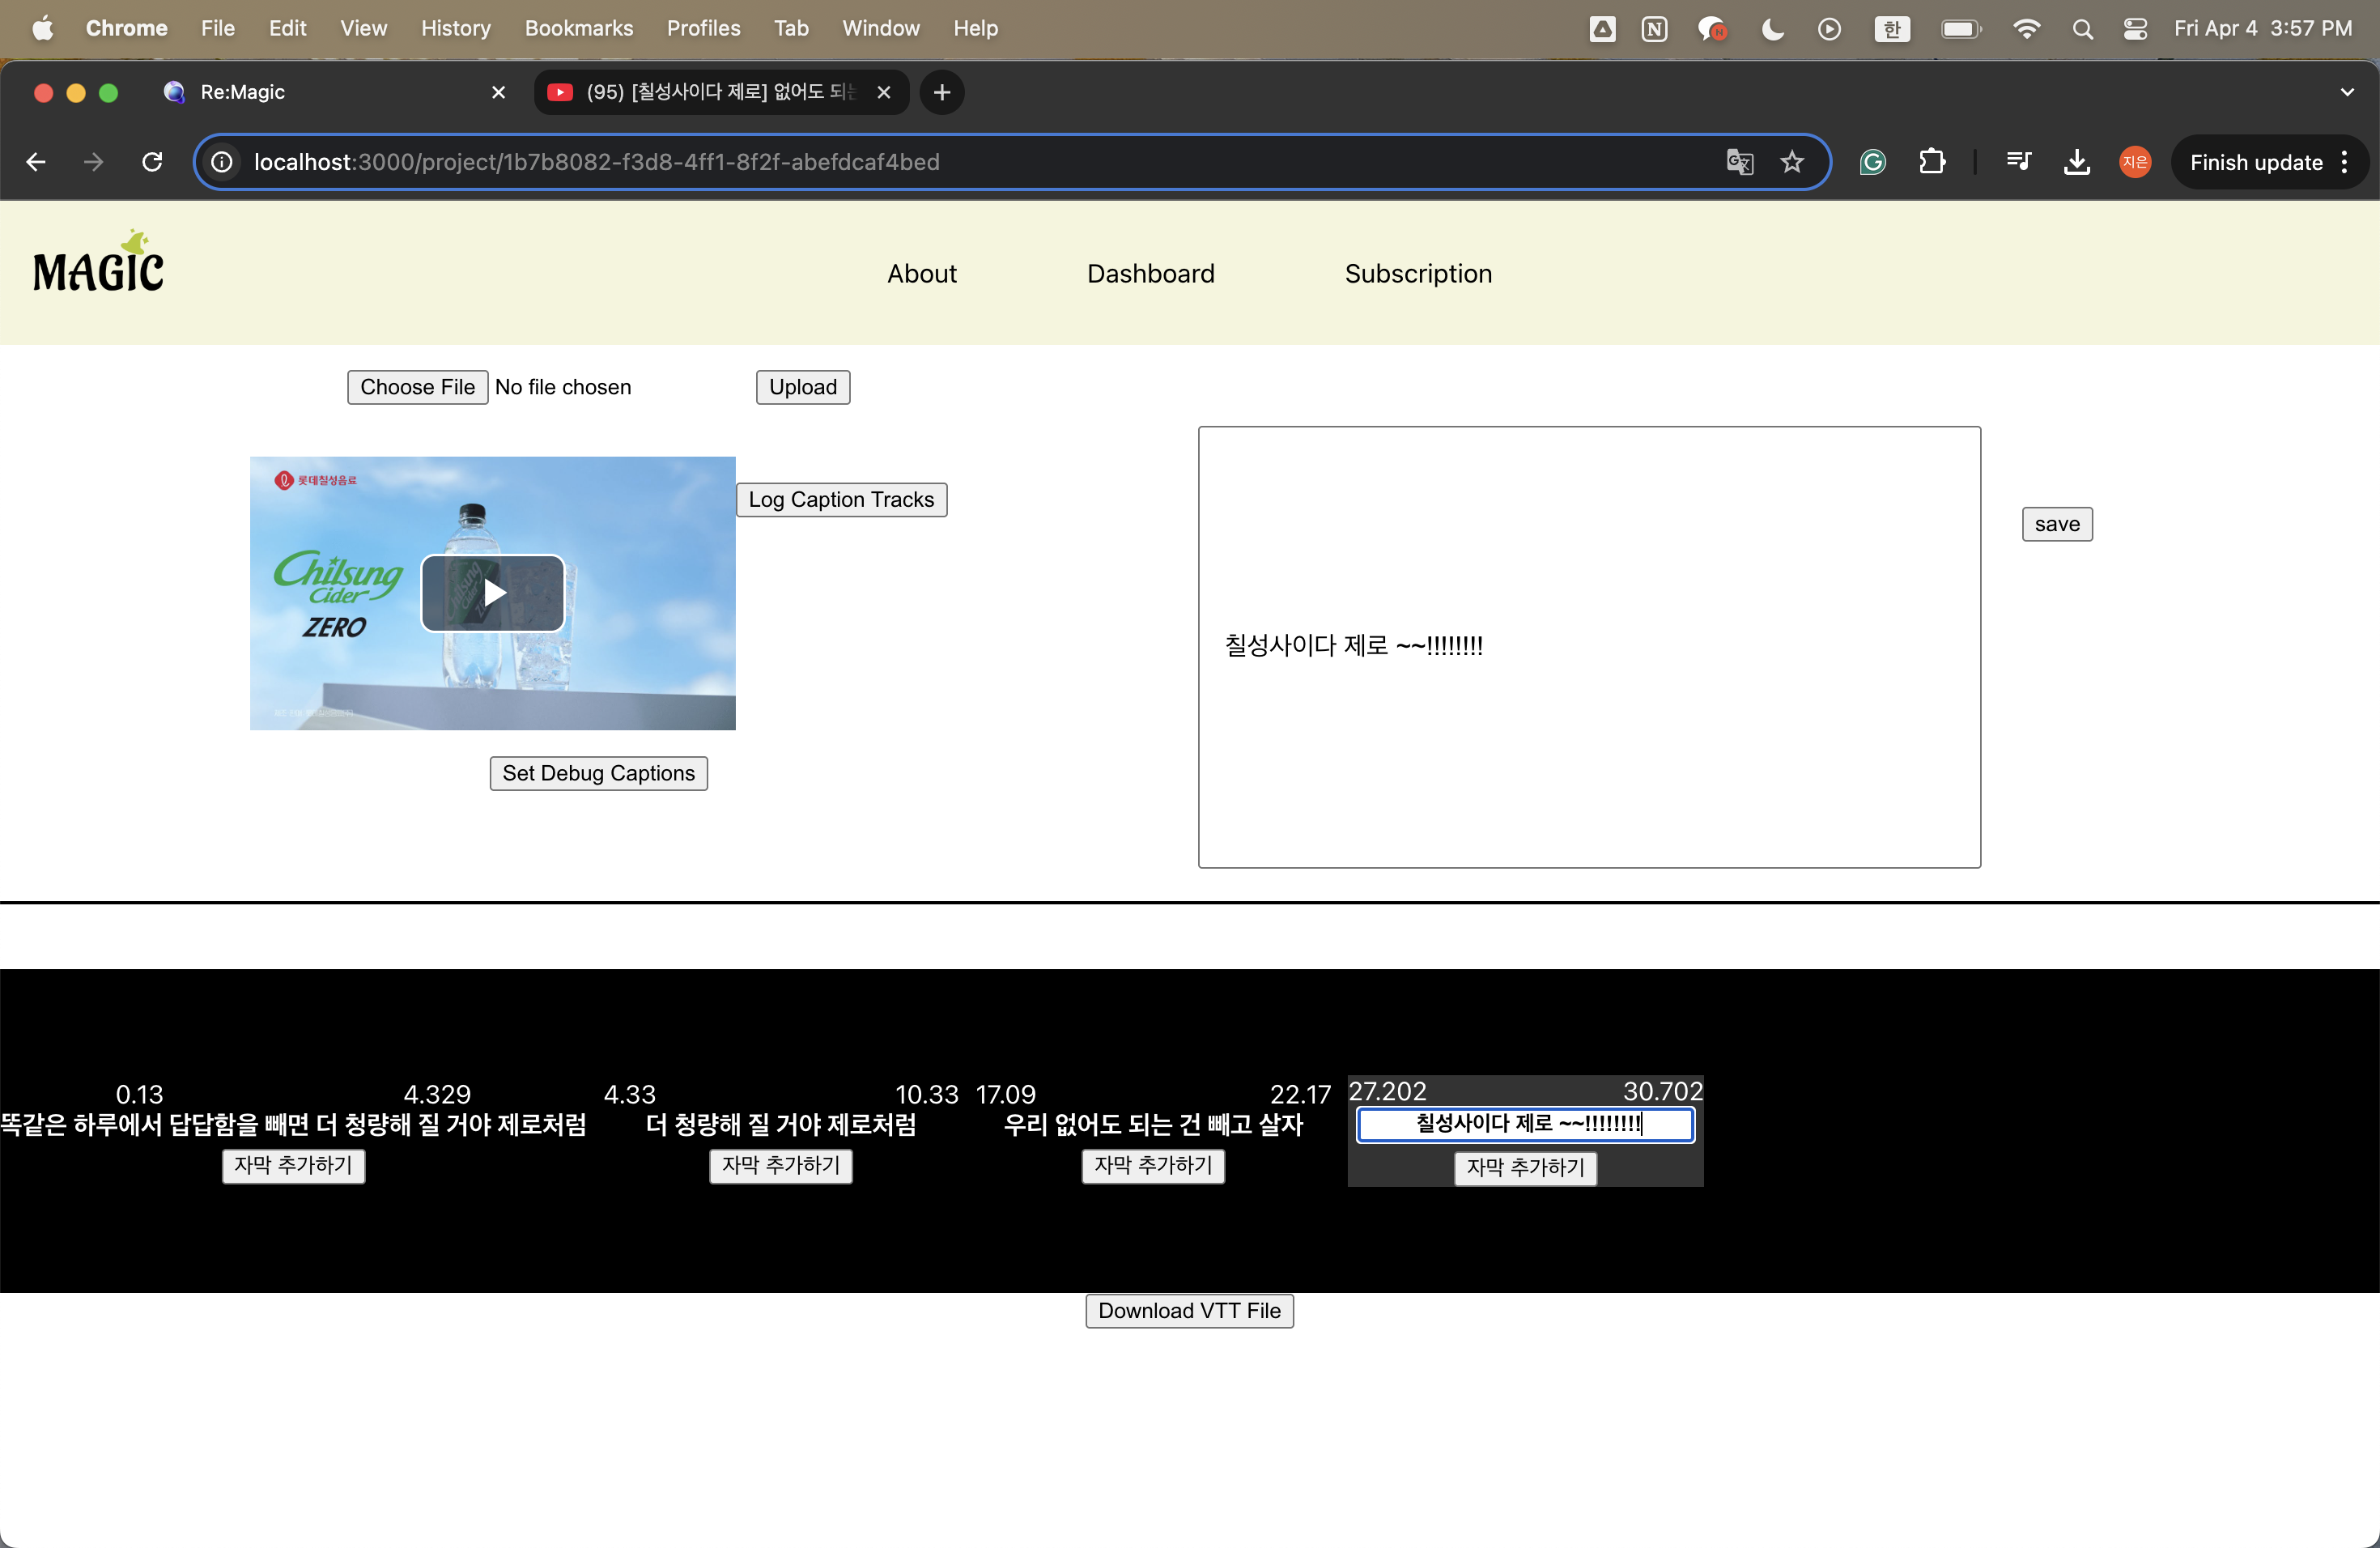 Chrome File Edit View History Bookmarks Profiles Tab Window Help 한 Fri Apr 4 3:57 PM
Re:Magic (95) [칠성사이다 제로] 없어도 되는
localhost:3000/project/1b7b8082-f3d8-4ff1-8f2f-abefdcaf4bed 지은 Finish update
MAGIC About Dashboard Subscription
Choose File No file chosen Upload
롯데칠성음료
Log Caption Tracks
save
Chilsung
Cider
ZERO
칠성사이다 제로 ~~!!!!!!!!
Set Debug Captions
0.13 4.329 4.33 10.33 17.09 22.17 27.202 30.702
똑같은 하루에서 답답함을 빼면 더 청량해 질 거야 제로처럼 더 청량해 질 거야 제로처럼 우리 없어도 되는 건 빼고 살자 칠성사이다 제로 ~~!!!!!!!!
자막 추가하기 자막 추가하기 자막 추가하기 자막 추가하기
Download VTT File